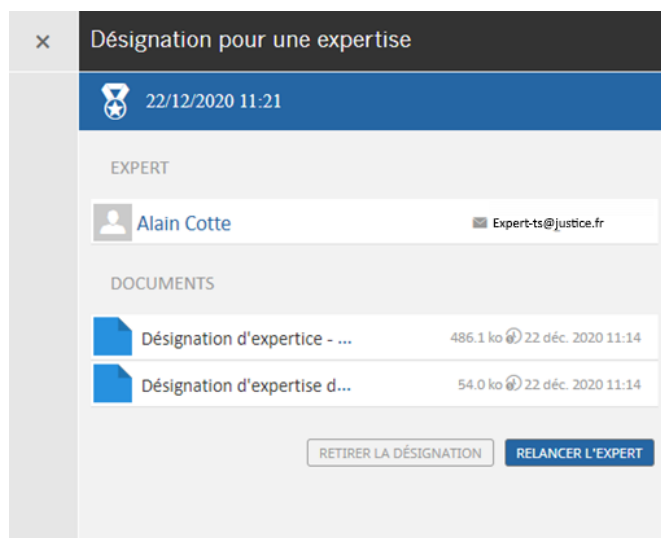 × Désignation pour une expertise
22/12/2020 11:21
EXPERT
Alain Cotte Expert-ts@justice.fr
DOCUMENTS
Désignation d'expertice - ... 486.1 ko 22 déc. 2020 11:14
Désignation d'expertise d... 54.0 ko 22 déc. 2020 11:14
RETIRER LA DÉSIGNATION RELANCER L'EXPERT